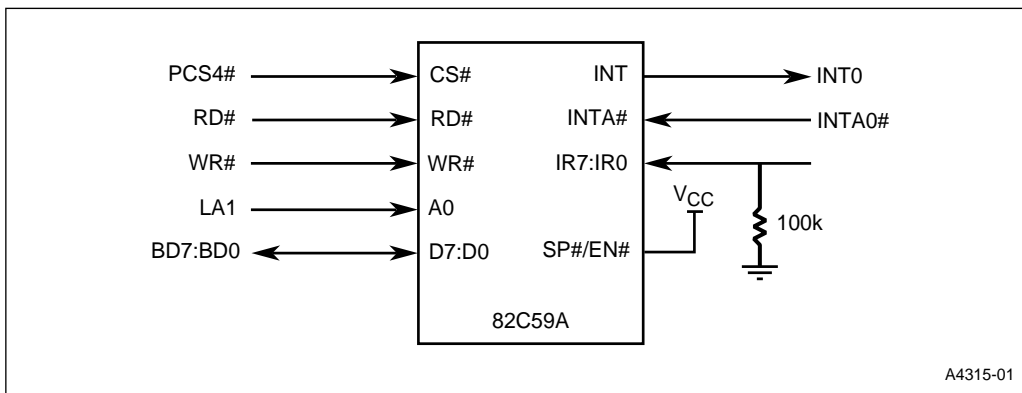 PCS4# CS# INT INT0
RD# RD# INTA# INTA0#
WR# WR# IR7:IR0
LA1 A0 VCC 100k
BD7:BD0 D7:D0 SP#/EN#
82C59A
A4315-01